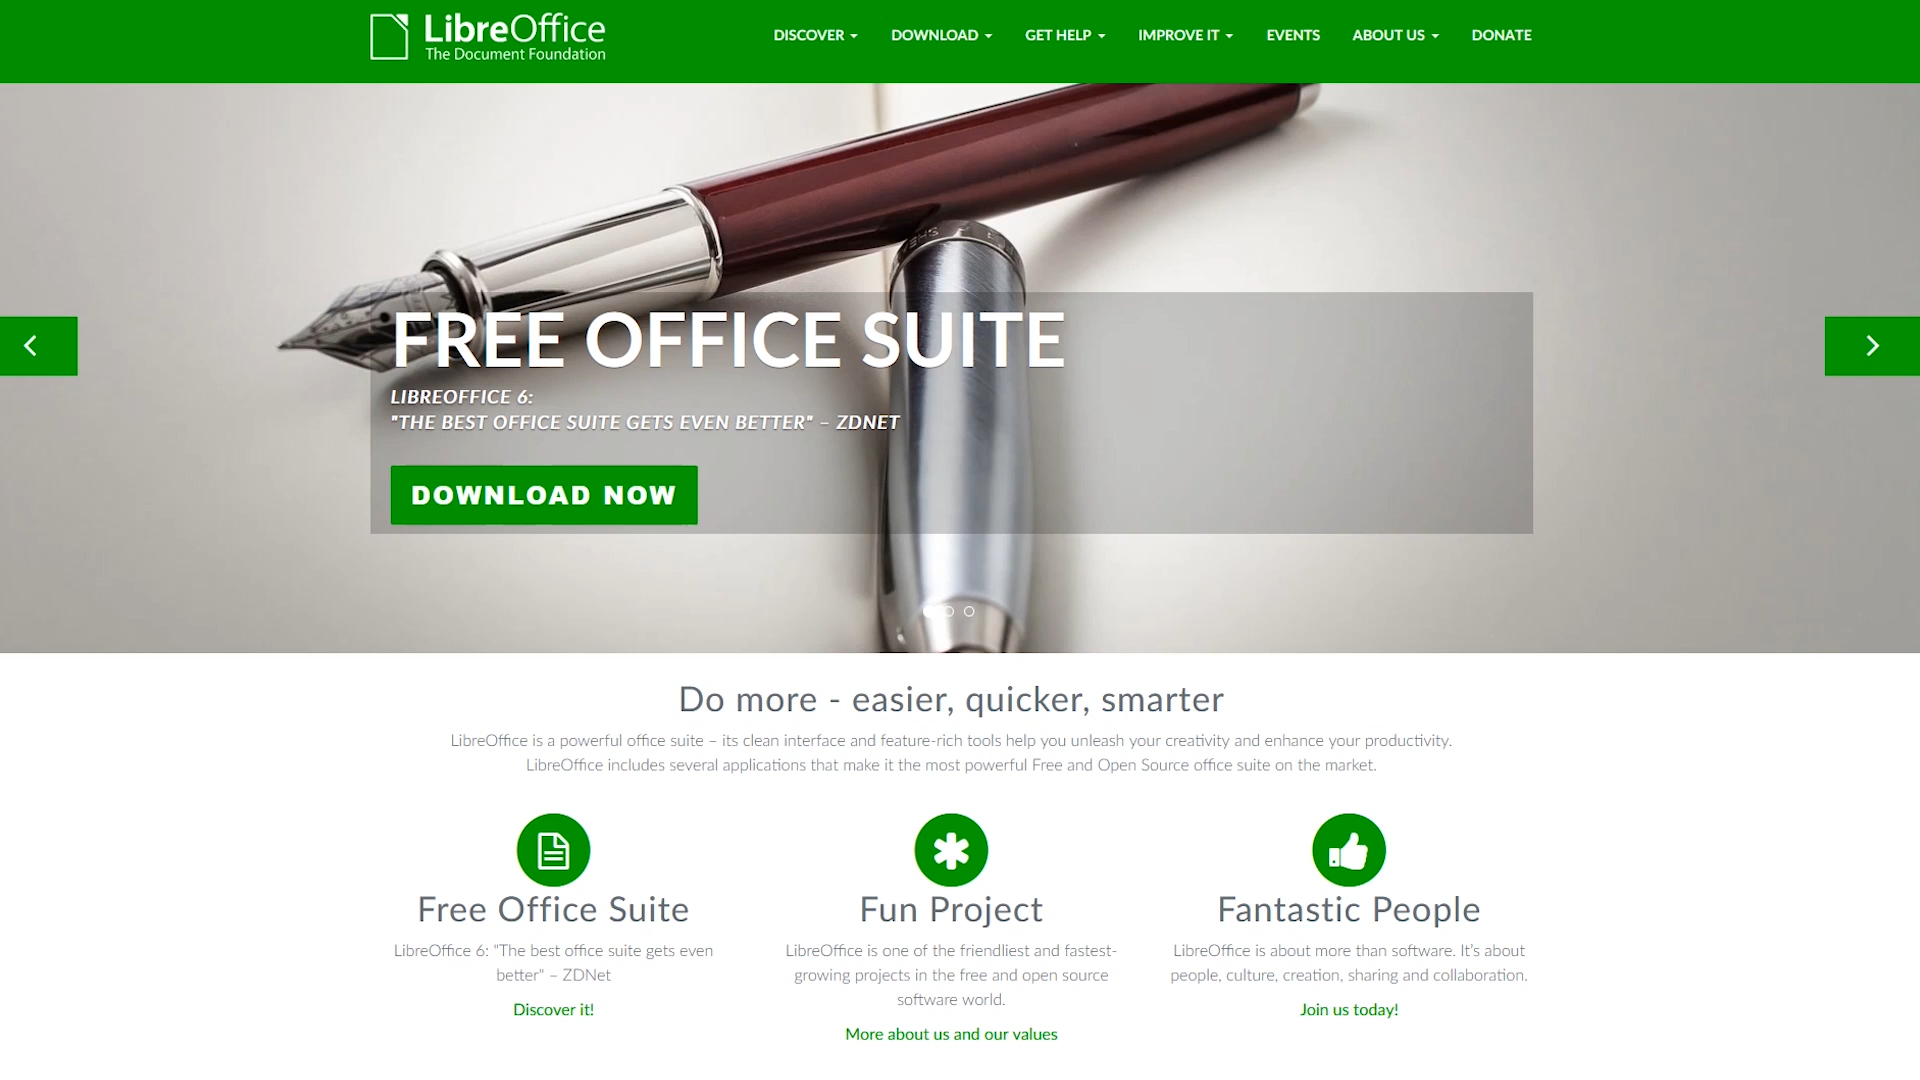 LibreOffice
The Document Foundation
DISCOVER
DOWNLOAD
GET HELP
IMPROVE IT
EVENTS
ABOUT US
DONATE
FREE OFFICE SUITE
LIBREOFFICE 6:
"THE BEST OFFICE SUITE GETS EVEN BETTER" – ZDNET
DOWNLOAD NOW
Do more - easier, quicker, smarter
LibreOffice is a powerful office suite – its clean interface and feature-rich tools help you unleash your creativity and enhance your productivity.
LibreOffice includes several applications that make it the most powerful Free and Open Source office suite on the market.
Free Office Suite
LibreOffice 6: "The best office suite gets even
better" – ZDNet
Discover it!
Fun Project
LibreOffice is one of the friendliest and fastest-
growing projects in the free and open source
software world.
More about us and our values
Fantastic People
LibreOffice is about more than software. It’s about
people, culture, creation, sharing and collaboration.
Join us today!